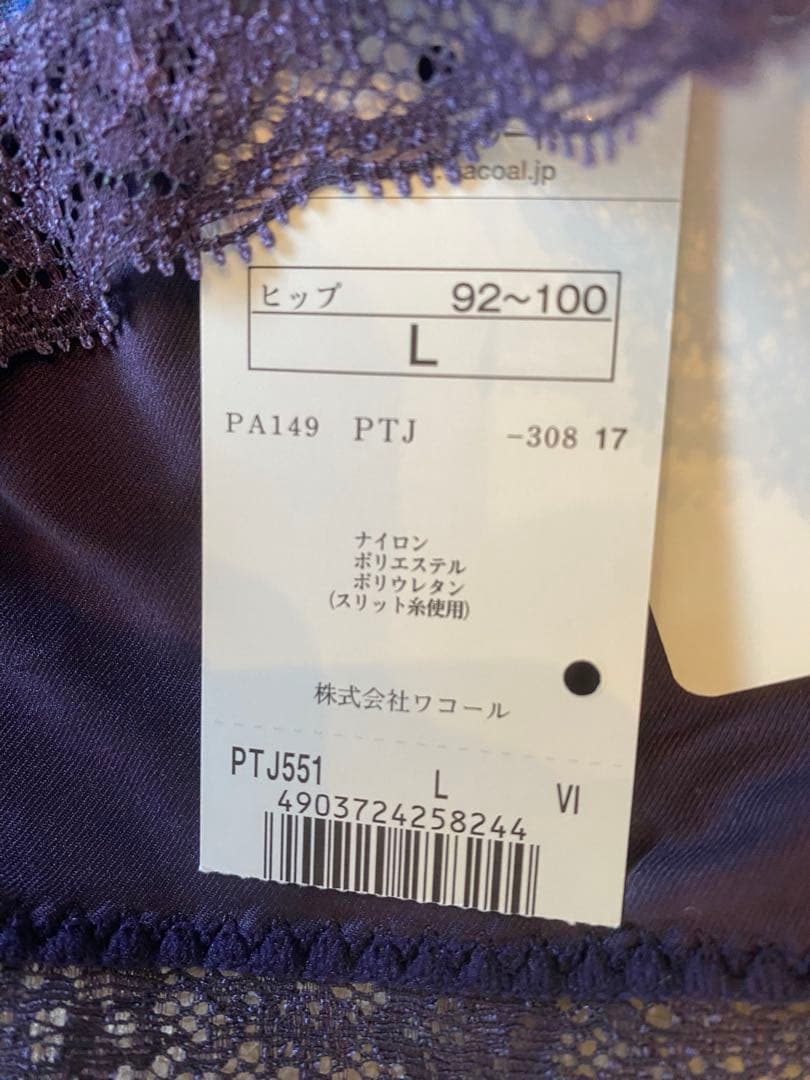 acoal.jp
ヒップ 92～100
L
PA149 PTJ -308 17
ナイロン
ポリエステル
ポリウレタン
(スリット糸使用)
株式会社ワコール
PTJ551 L VI
4903724258244